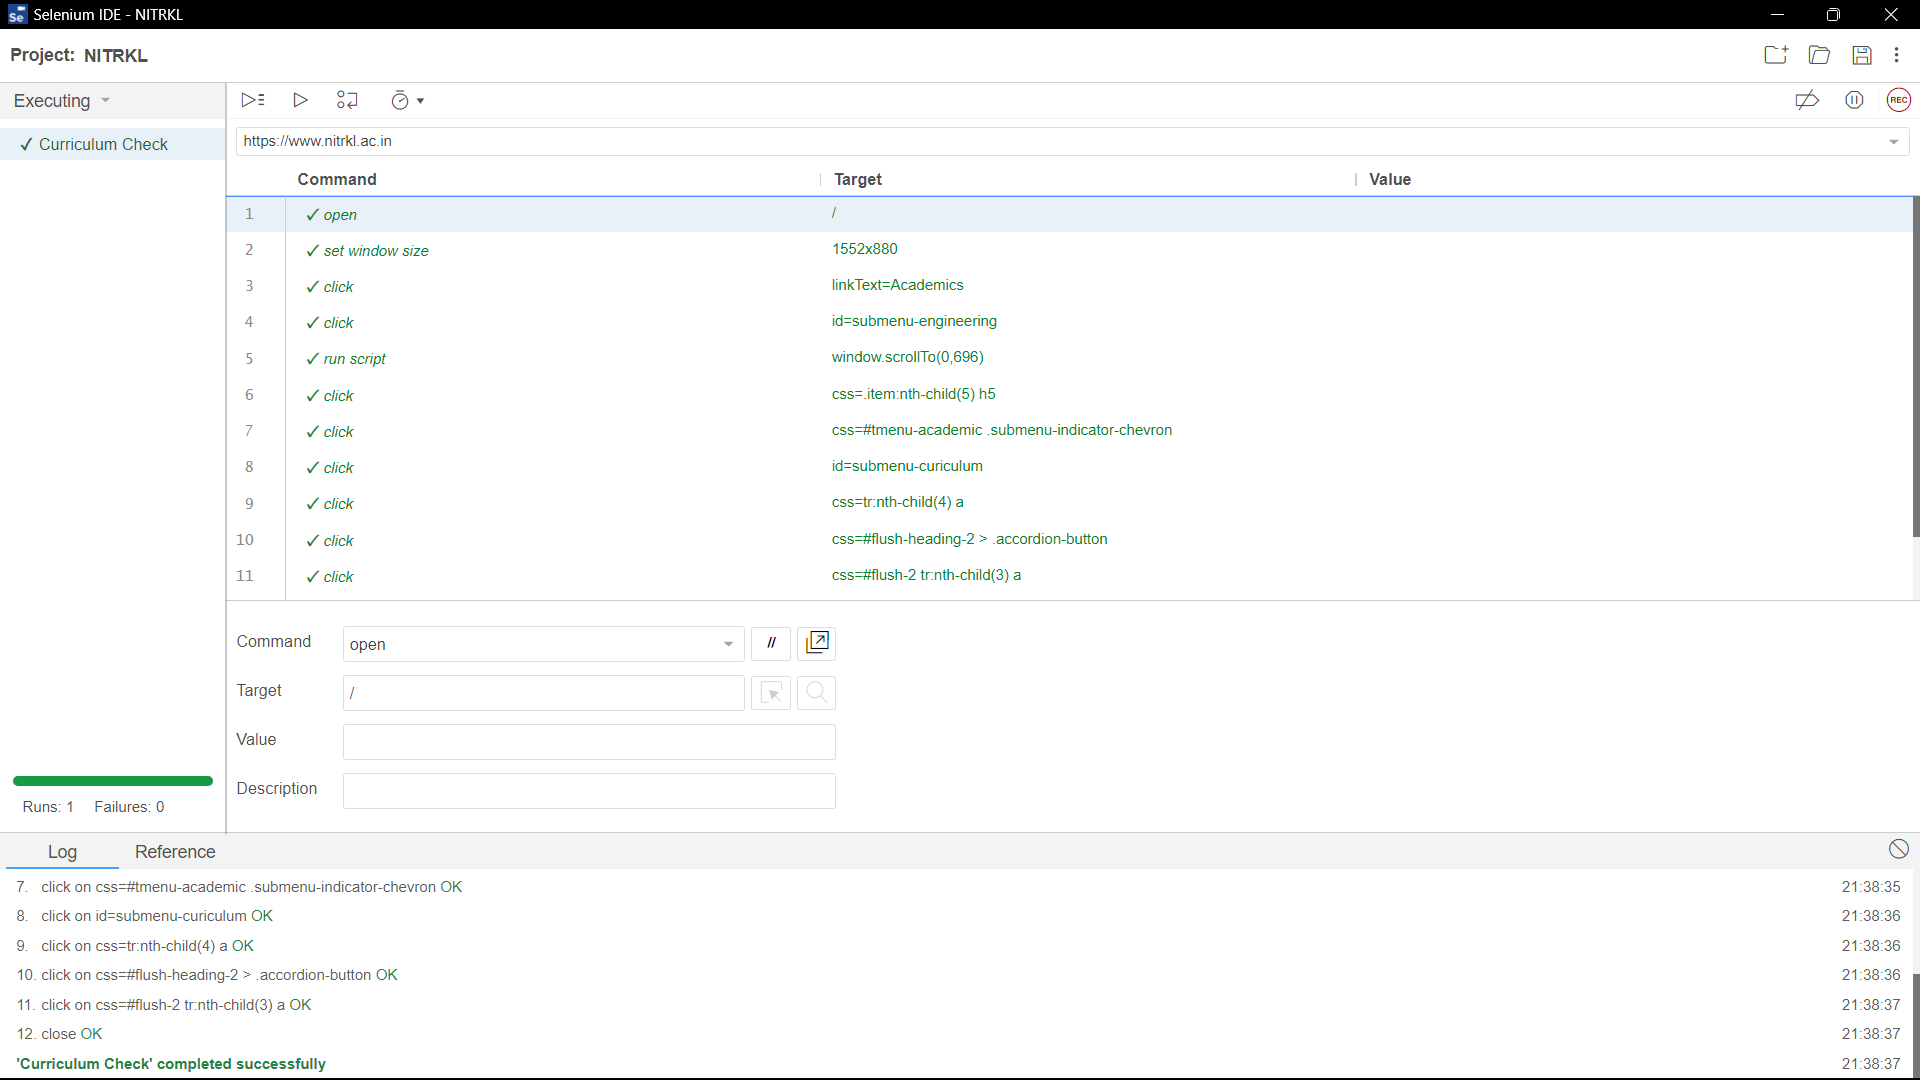 Selenium IDE - NITRKL
Project: NITRKL
Executing
✓ Curriculum Check
REC
https://www.nitrkl.ac.in
Command Target Value
1 ✓ open /
2 ✓ set window size 1552x880
3 ✓ click linkText=Academics
4 ✓ click id=submenu-engineering
5 ✓ run script window.scrollTo(0,696)
6 ✓ click css=.item:nth-child(5) h5
7 ✓ click css=#tmenu-academic .submenu-indicator-chevron
8 ✓ click id=submenu-curiculum
9 ✓ click css=tr:nth-child(4) a
10 ✓ click css=#flush-heading-2 > .accordion-button
11 ✓ click css=#flush-2 tr:nth-child(3) a
Command open //
Target /
Value
Description
Runs: 1 Failures: 0
Log Reference
7. click on css=#tmenu-academic .submenu-indicator-chevron OK 21:38:35
8. click on id=submenu-curiculum OK 21:38:36
9. click on css=tr:nth-child(4) a OK 21:38:36
10. click on css=#flush-heading-2 > .accordion-button OK 21:38:36
11. click on css=#flush-2 tr:nth-child(3) a OK 21:38:37
12. close OK 21:38:37
'Curriculum Check' completed successfully 21:38:37